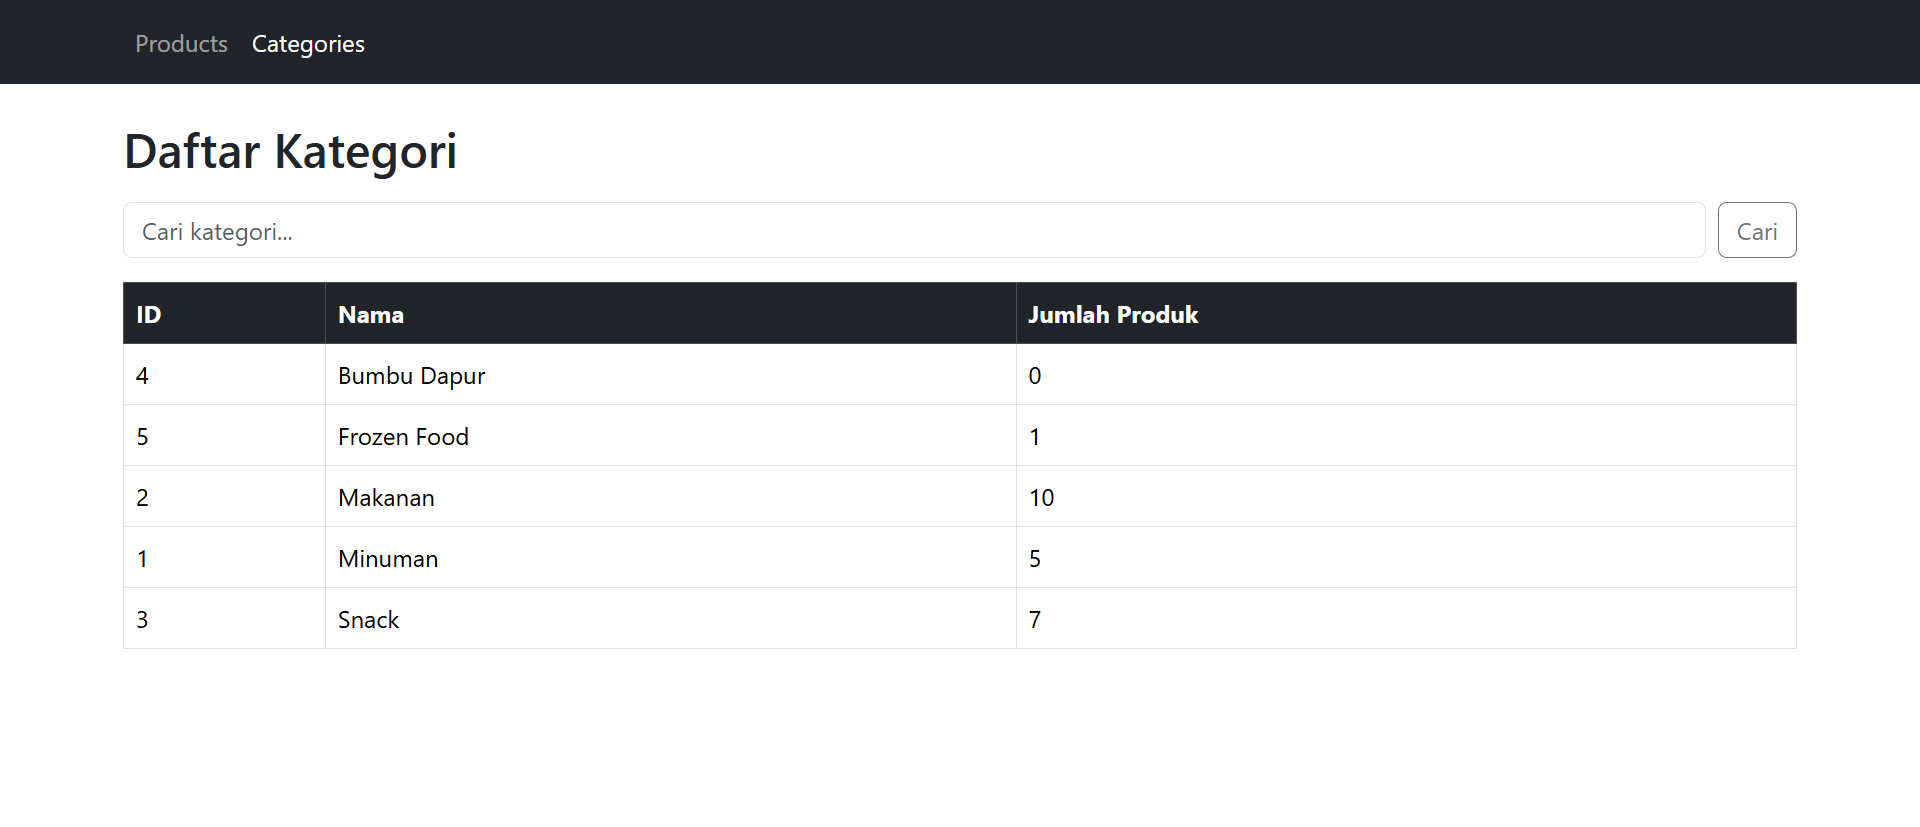 Products Categories
Daftar Kategori
Cari kategori... Cari
ID Nama Jumlah Produk
4 Bumbu Dapur 0
5 Frozen Food 1
2 Makanan 10
1 Minuman 5
3 Snack 7